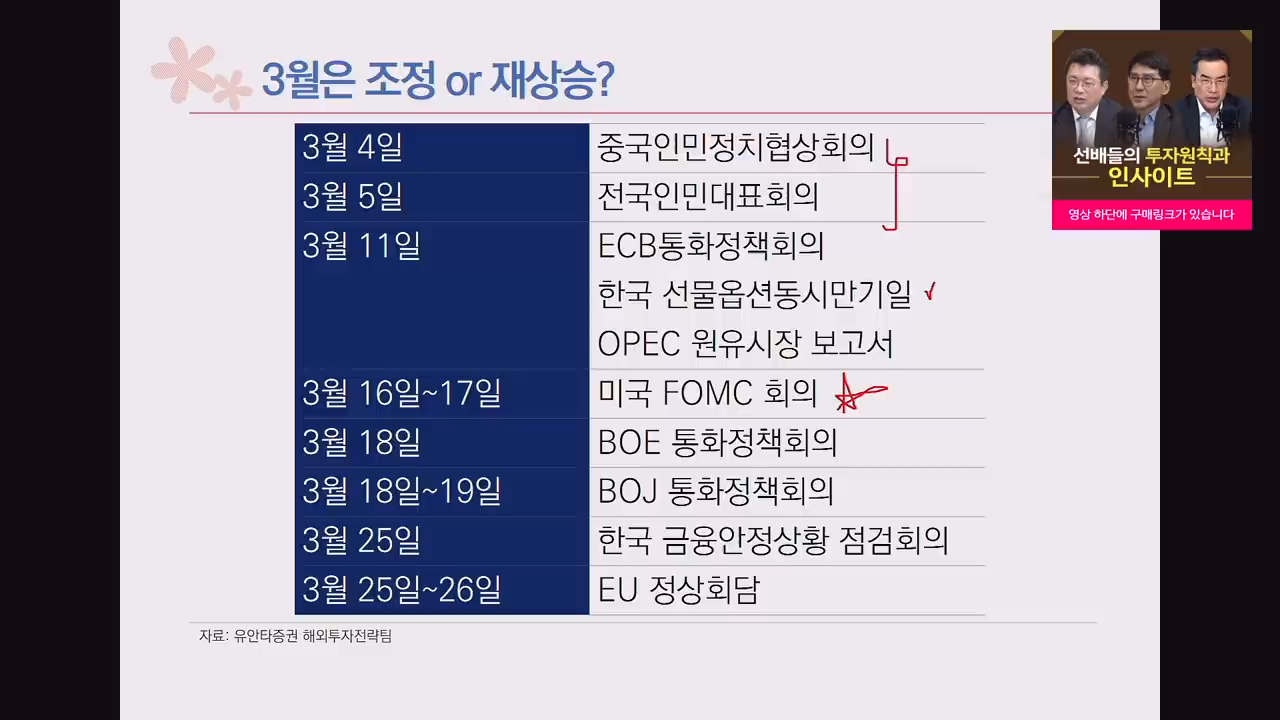 3월은 조정 or 재상승?
3월 4일 중국인민정치협상회의
3월 5일 전국인민대표회의
3월 11일 ECB통화정책회의
한국 선물옵션동시만기일
OPEC 원유시장 보고서
3월 16일~17일 미국 FOMC 회의
3월 18일 BOE 통화정책회의
3월 18일~19일 BOJ 통화정책회의
3월 25일 한국 금융안정상황 점검회의
3월 25일~26일 EU 정상회담
자료: 유안타증권 해외투자전략팀
선배들의 투자원칙과
인사이트
영상 하단에 구매링크가 있습니다